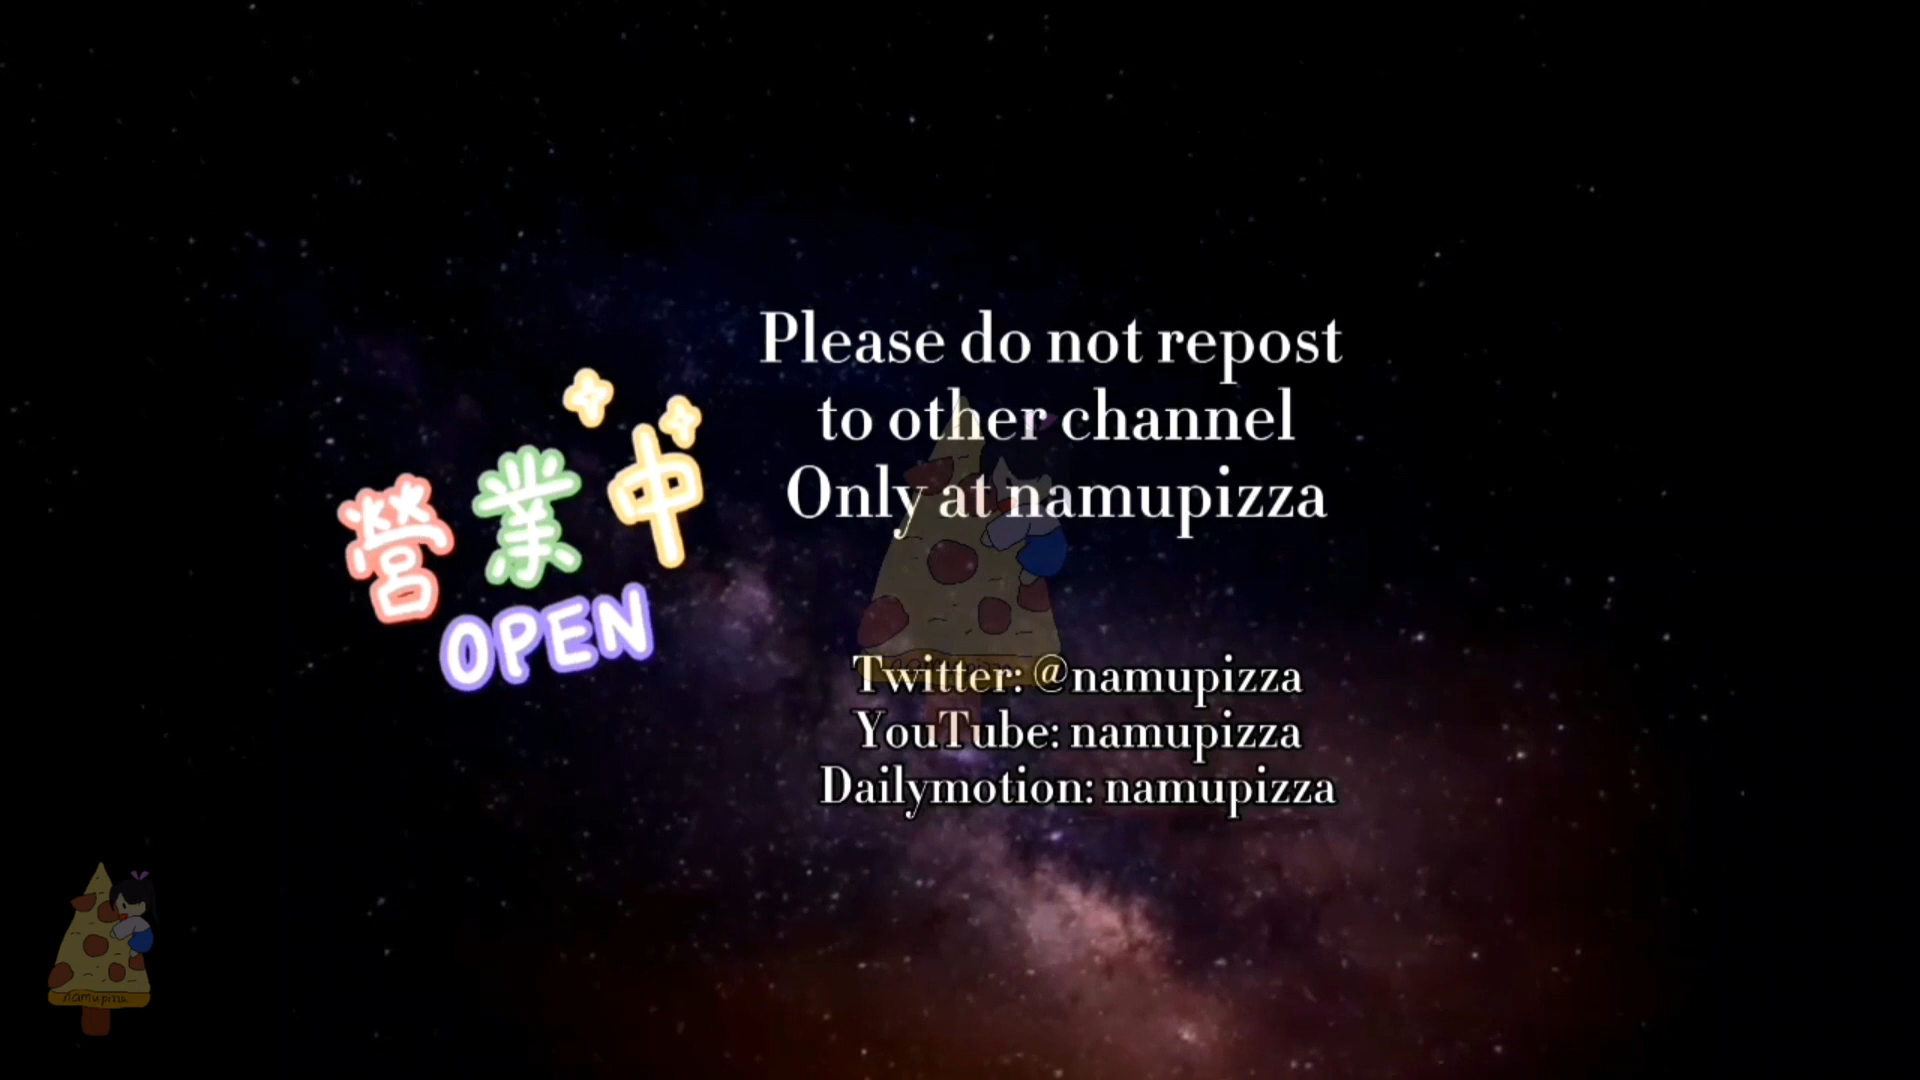 營業中
OPEN
Please do not repost
to other channel
Only at namupizza
Twitter: @namupizza
YouTube: namupizza
Dailymotion: namupizza
namupizza